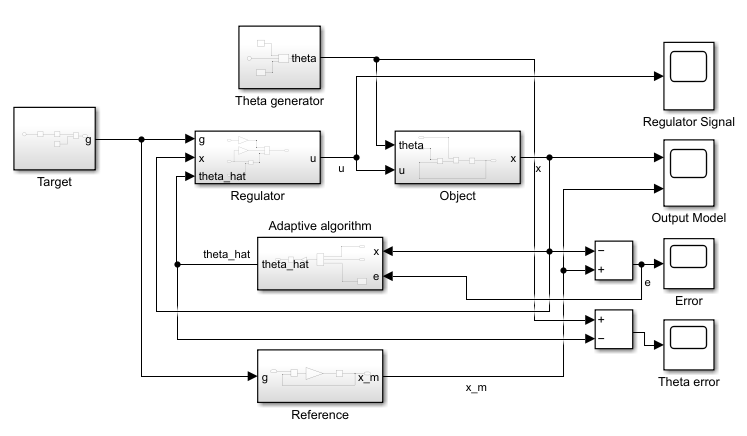 theta
Theta generator
Regulator Signal
g
Target
g
x
theta_hat
u
Regulator
u
theta
u
x
Object
x
Output Model
Adaptive algorithm
theta_hat
theta_hat
x
e
−
+
e
Error
+
−
Theta error
g
x_m
Reference
x_m